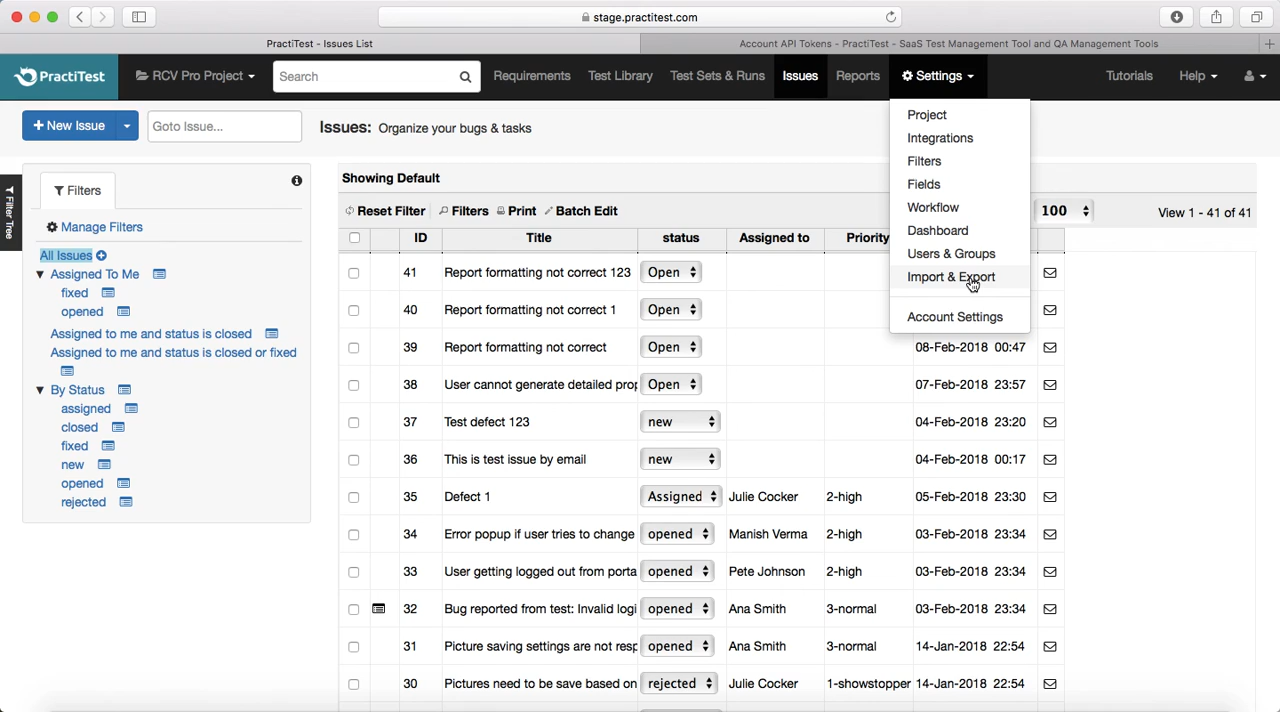 stage.practitest.com
PractiTest - Issues List
Account API Tokens - PractiTest - SaaS Test Management Tool and QA Management Tools
PractiTest
RCV Pro Project
Search
Requirements
Test Library
Test Sets & Runs
Issues
Reports
Settings
Tutorials
Help
Project
Integrations
Filters
Fields
Workflow
Dashboard
Users & Groups
Import & Export
Account Settings
+ New Issue
Goto Issue...
Issues: Organize your bugs & tasks
Filter Tree
Filters
Manage Filters
All Issues
Assigned To Me
fixed
opened
Assigned to me and status is closed
Assigned to me and status is closed or fixed
By Status
assigned
closed
fixed
new
opened
rejected
Showing Default
Reset Filter
Filters
Print
Batch Edit
100
View 1 - 41 of 41
ID Title status Assigned to Priority
41 Report formatting not correct 123 Open
40 Report formatting not correct 1 Open
39 Report formatting not correct Open 08-Feb-2018 00:47
38 User cannot generate detailed prop Open 07-Feb-2018 23:57
37 Test defect 123 new 04-Feb-2018 23:20
36 This is test issue by email new 04-Feb-2018 00:17
35 Defect 1 Assigned Julie Cocker 2-high 05-Feb-2018 23:30
34 Error popup if user tries to change opened Manish Verma 2-high 03-Feb-2018 23:34
33 User getting logged out from porta opened Pete Johnson 2-high 03-Feb-2018 23:34
32 Bug reported from test: Invalid logi opened Ana Smith 3-normal 03-Feb-2018 23:34
31 Picture saving settings are not resp opened Ana Smith 3-normal 14-Jan-2018 22:54
30 Pictures need to be save based on rejected Julie Cocker 1-showstopper 14-Jan-2018 22:54